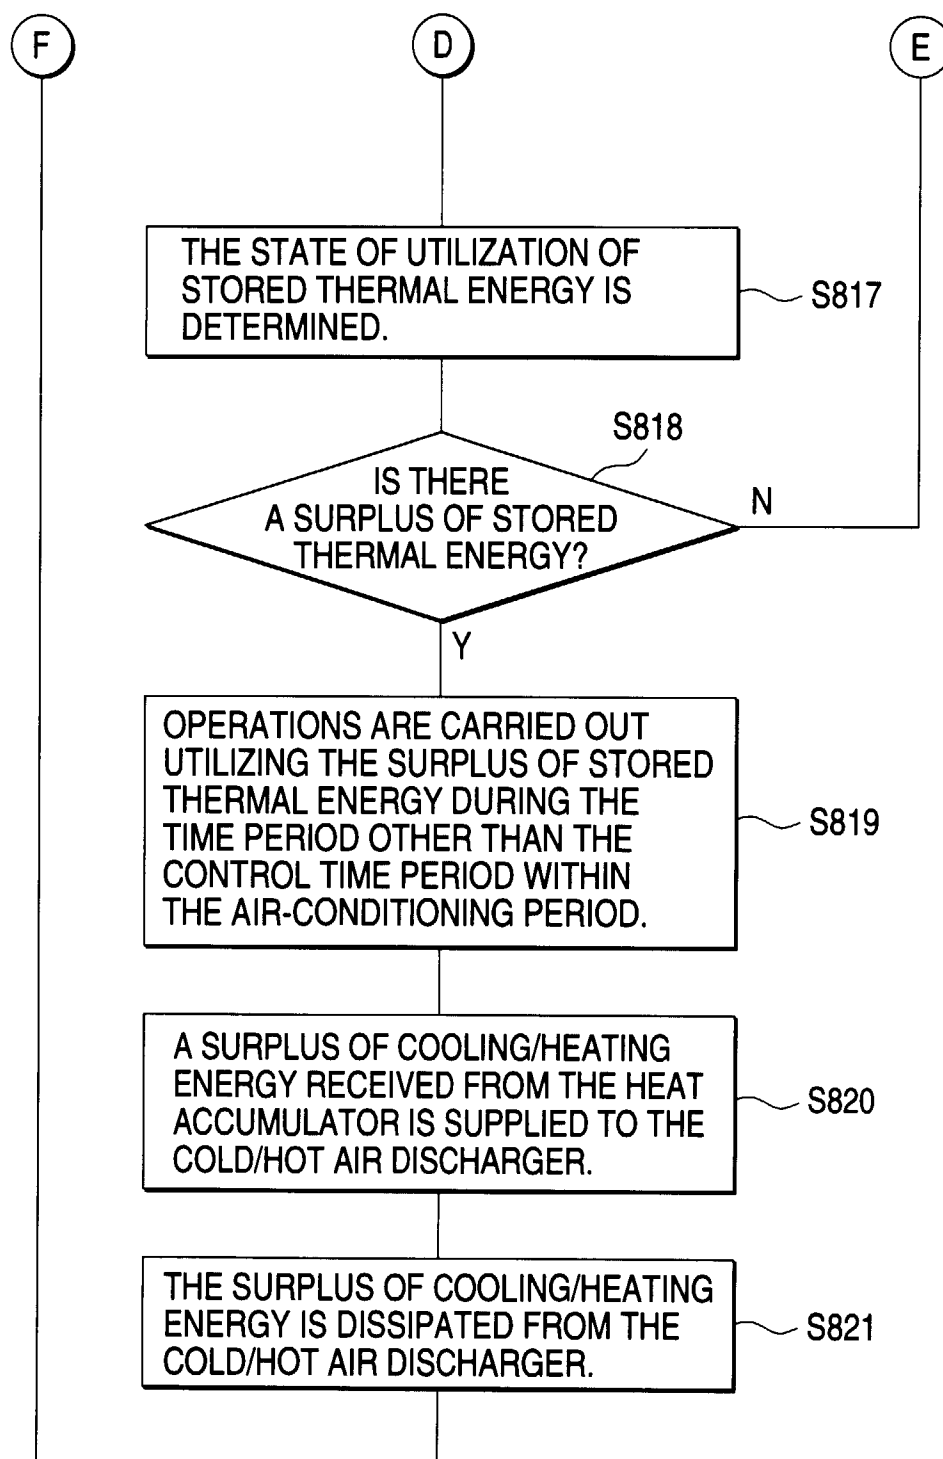 F
D
E
THE STATE OF UTILIZATION OF
STORED THERMAL ENERGY IS
DETERMINED.
S817
S818
IS THERE
A SURPLUS OF STORED
THERMAL ENERGY?
N
Y
OPERATIONS ARE CARRIED OUT
UTILIZING THE SURPLUS OF STORED
THERMAL ENERGY DURING THE
TIME PERIOD OTHER THAN THE
CONTROL TIME PERIOD WITHIN
THE AIR-CONDITIONING PERIOD.
S819
A SURPLUS OF COOLING/HEATING
ENERGY RECEIVED FROM THE HEAT
ACCUMULATOR IS SUPPLIED TO THE
COLD/HOT AIR DISCHARGER.
S820
THE SURPLUS OF COOLING/HEATING
ENERGY IS DISSIPATED FROM THE
COLD/HOT AIR DISCHARGER.
S821